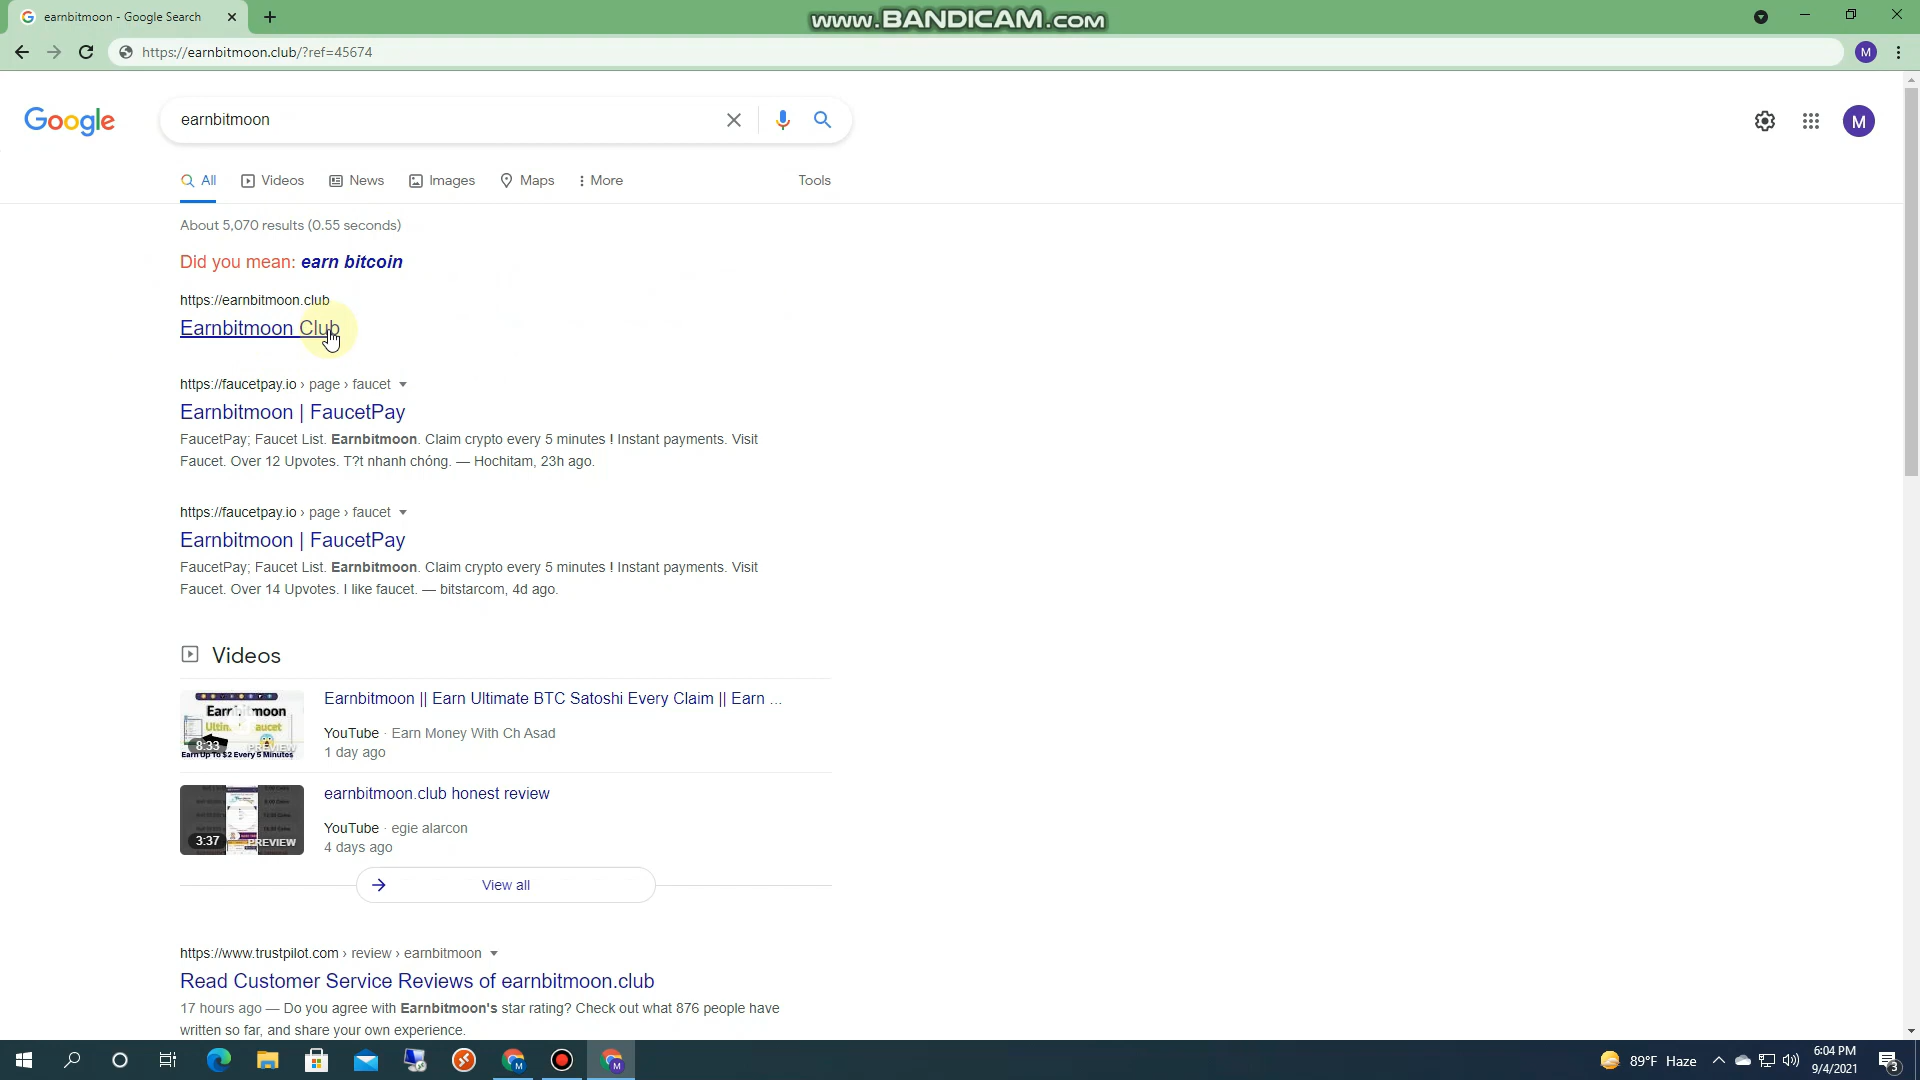 earnbitmoon - Google Search
www.BANDICAM.com
https://earnbitmoon.club/?ref=45674
M
Google
earnbitmoon
M
All
Videos
News
Images
Maps
More
Tools
About 5,070 results (0.55 seconds)
Did you mean: earn bitcoin
https://earnbitmoon.club
Earnbitmoon Club
https://faucetpay.io › page › faucet
Earnbitmoon | FaucetPay
FaucetPay; Faucet List. Earnbitmoon. Claim crypto every 5 minutes ! Instant payments. Visit
Faucet. Over 12 Upvotes. T?t nhanh chóng. — Hochitam, 23h ago.
https://faucetpay.io › page › faucet
Earnbitmoon | FaucetPay
FaucetPay; Faucet List. Earnbitmoon. Claim crypto every 5 minutes ! Instant payments. Visit
Faucet. Over 14 Upvotes. I like faucet. — bitstarcom, 4d ago.
Videos
8:33
PREVIEW
Earn Up To $2 Every 5 Minutes
Earnbitmoon || Earn Ultimate BTC Satoshi Every Claim || Earn ...
YouTube · Earn Money With Ch Asad
1 day ago
3:37
PREVIEW
earnbitmoon.club honest review
YouTube · egie alarcon
4 days ago
View all
https://www.trustpilot.com › review › earnbitmoon
Read Customer Service Reviews of earnbitmoon.club
17 hours ago — Do you agree with Earnbitmoon's star rating? Check out what 876 people have
written so far, and share your own experience.
M
M
89°F Haze
6:04 PM
9/4/2021
3